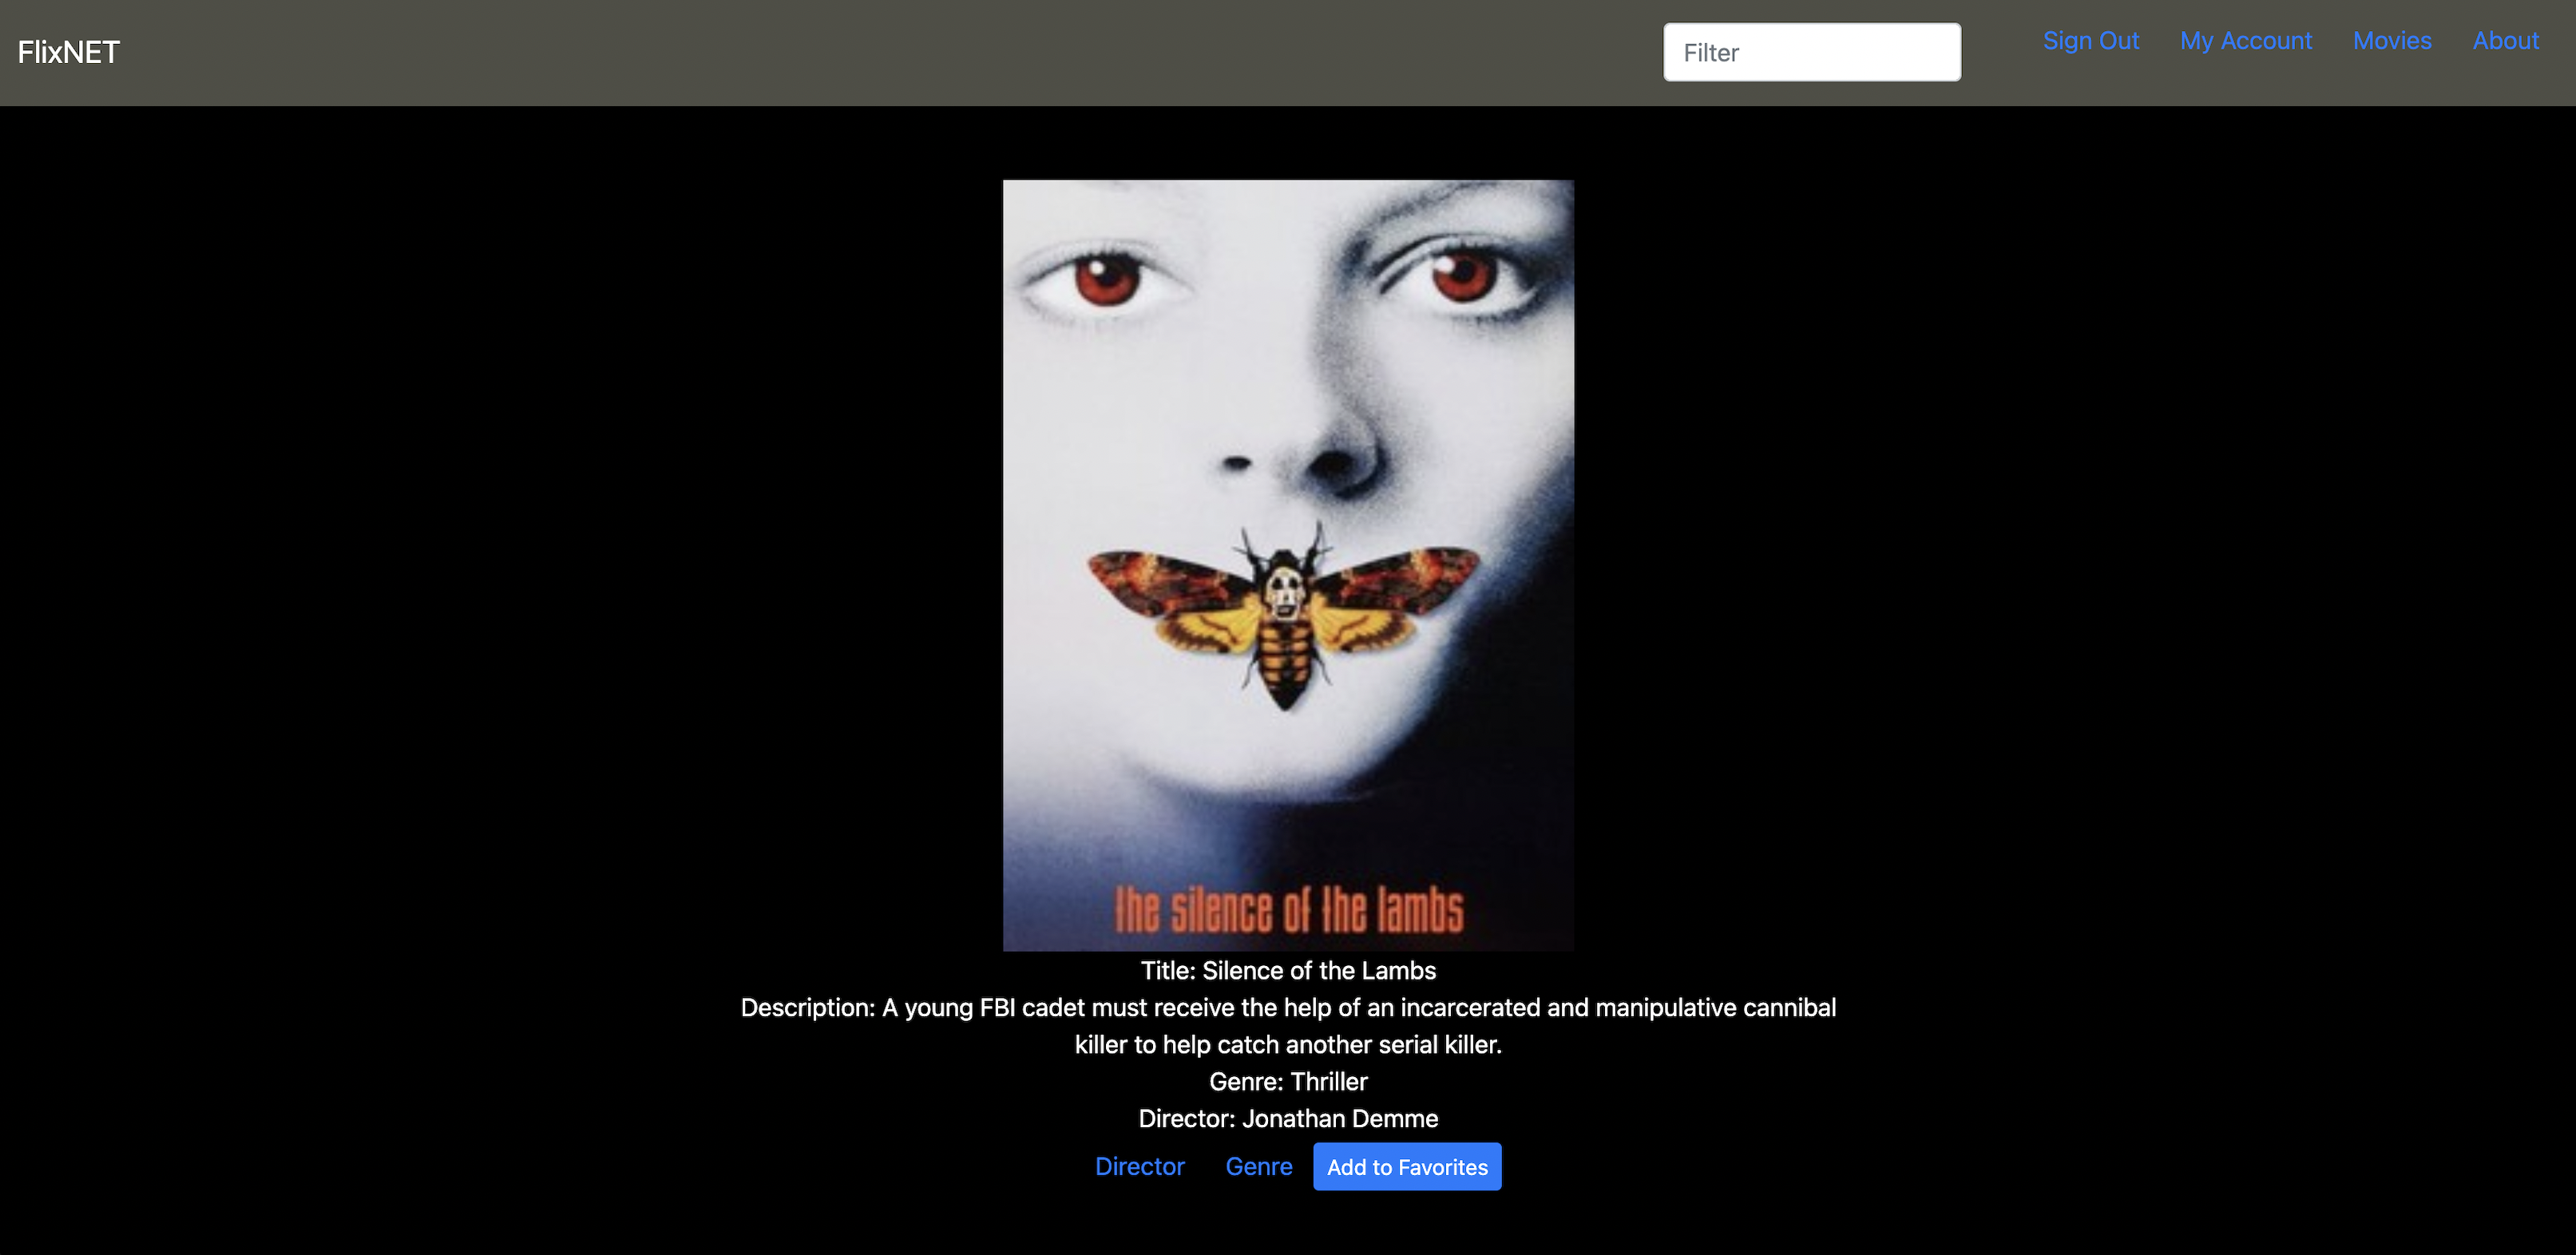 FlixNET
Filter
Sign Out
My Account
Movies
About
the silence of the lambs
Title: Silence of the Lambs
Description: A young FBI cadet must receive the help of an incarcerated and manipulative cannibal
killer to help catch another serial killer.
Genre: Thriller
Director: Jonathan Demme
Director
Genre
Add to Favorites